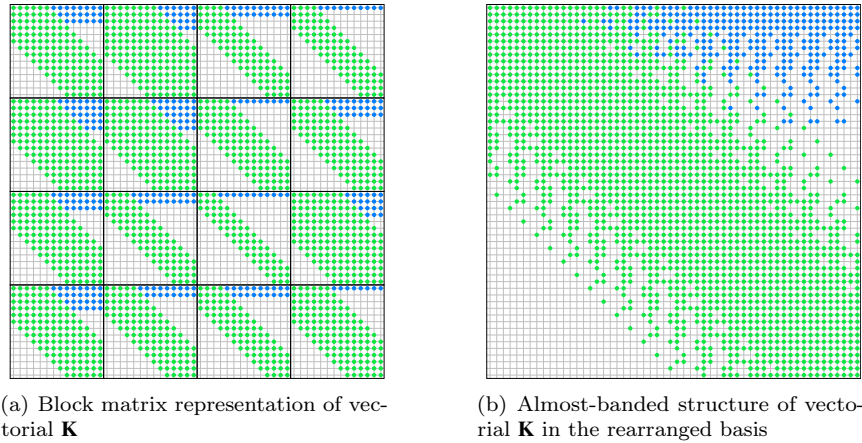 (a) Block matrix representation of vec-
torial K
(b) Almost-banded structure of vecto-
rial K in the rearranged basis